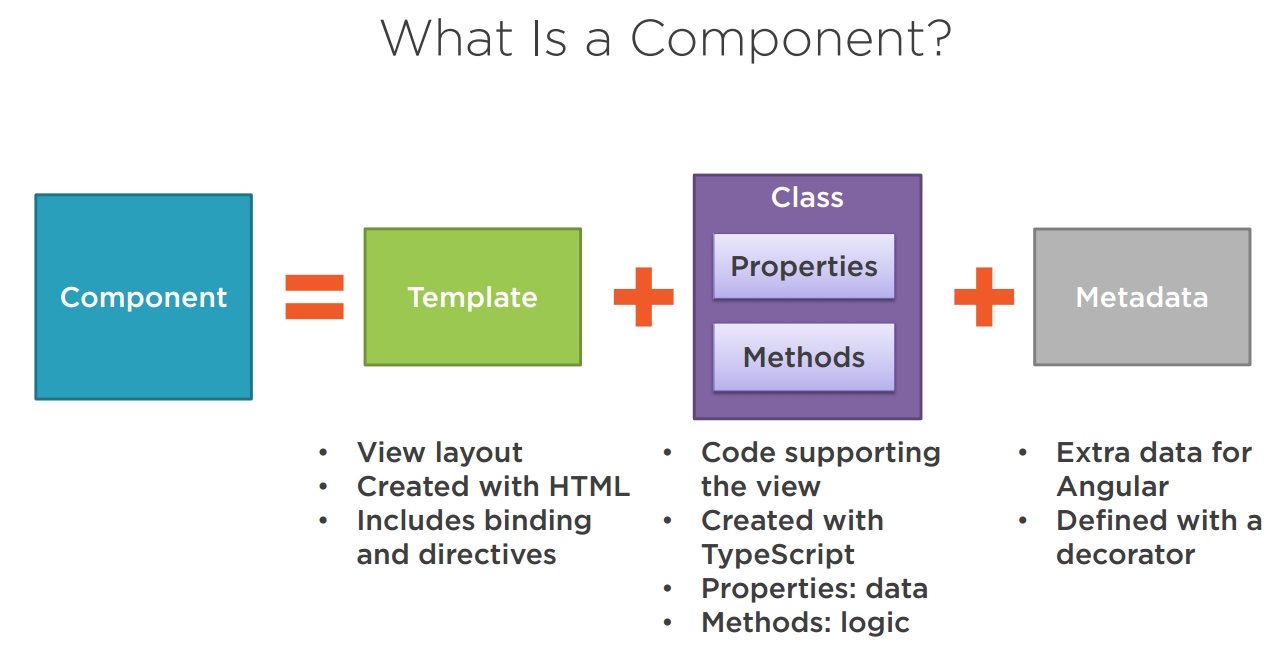 What Is a Component?
Component
Template
Class
Properties
Methods
Metadata
• View layout
• Created with HTML
• Includes binding
and directives
• Code supporting
the view
• Created with
TypeScript
• Properties: data
• Methods: logic
• Extra data for
Angular
• Defined with a
decorator